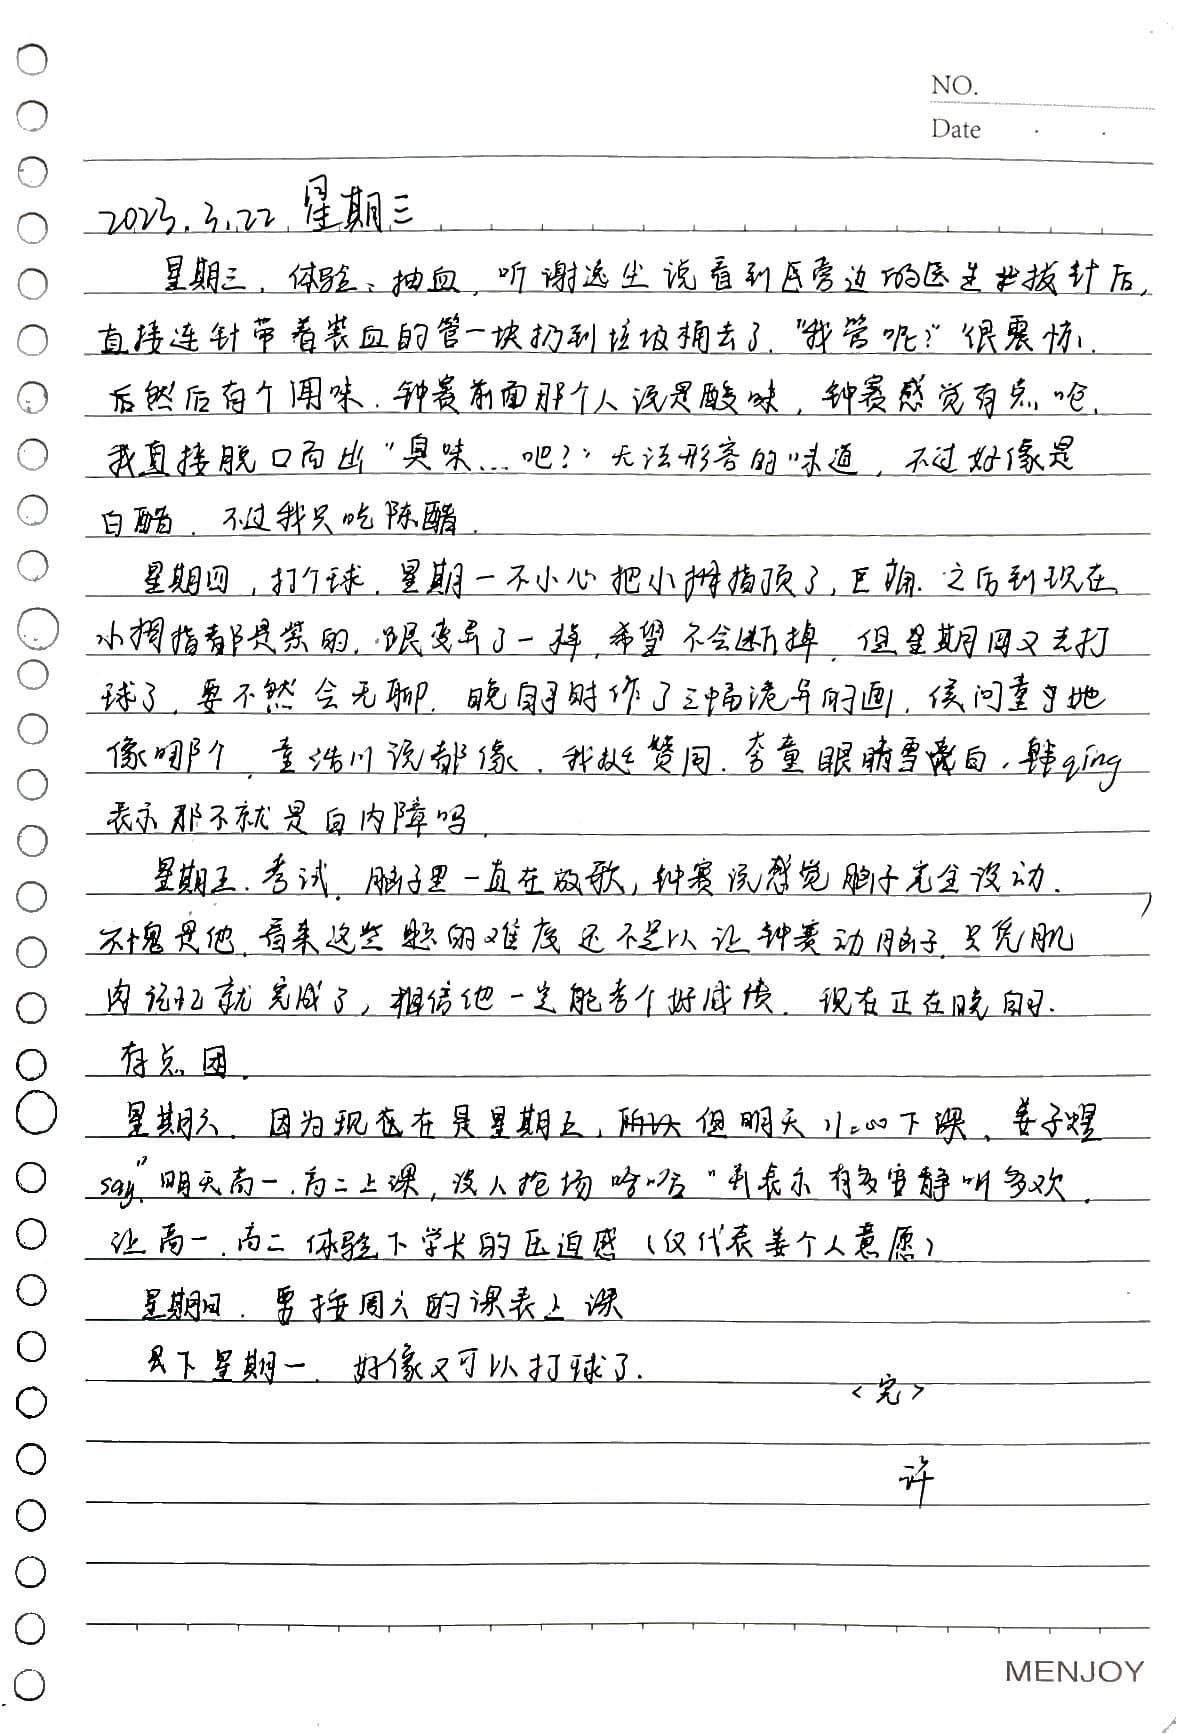 NO.
Date
2023.3.22 星期三
星期三,体验、抽血,听谢逸尘说看到旁边的医生拔针后,
直接连针带着装血的管一块扔到垃圾桶去了."我管呢?"很震惊.
后然后有个闻味.钟赛前面那个人说是酸味,钟赛感觉有点呛.
我直接脱口而出"臭味...吧?"无法形容的味道,不过好像是
白醋.不过我只吃陈醋.
星期四,打个球.星期一不小心把小拇指顶了,巨痛.之后到现在
小拇指都是紫的.跟变异了一样,希望不会断掉.但星期四又去打
球了.要不然会无聊.晚自习时作了三幅诡异的画.侯问童
像哪个.童浩川说都像.我赞同.李童眼睛雪白,韩qing
表示那不就是白内障吗.
星期五.考试.脑子里一直在放歌,钟赛说感觉脑子完全没动.
不愧是他.看来这些题的难度还不足以让钟赛动脑子.只凭肌
肉记忆就完成了,相信他一定能考个好成绩.现在正在晚自习.
有点困.
星期六.因为现在是星期五,所以但明天11:00下课、姜子煜
say"明天高一.高二上课,没人抢场哈哈"表示有多安静叫多欢.
让高一.高二体验下学长的压迫感(仅代表姜个人意愿)
星期日.要按周六的课表上课
下星期一.好像又可以打球了.
<完>
许
MENJOY